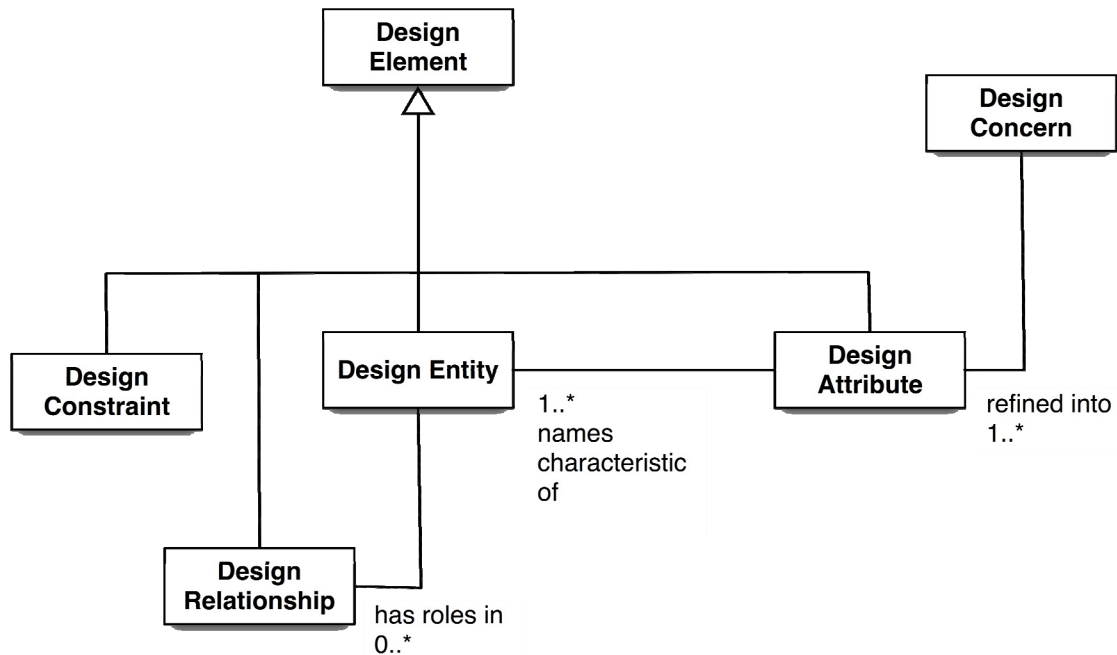 Design
Element
Design
Concern
Design
Constraint
Design Entity
Design
Attribute
1..*
names
characteristic
of
refined into
1..*
Design
Relationship
has roles in
0..*